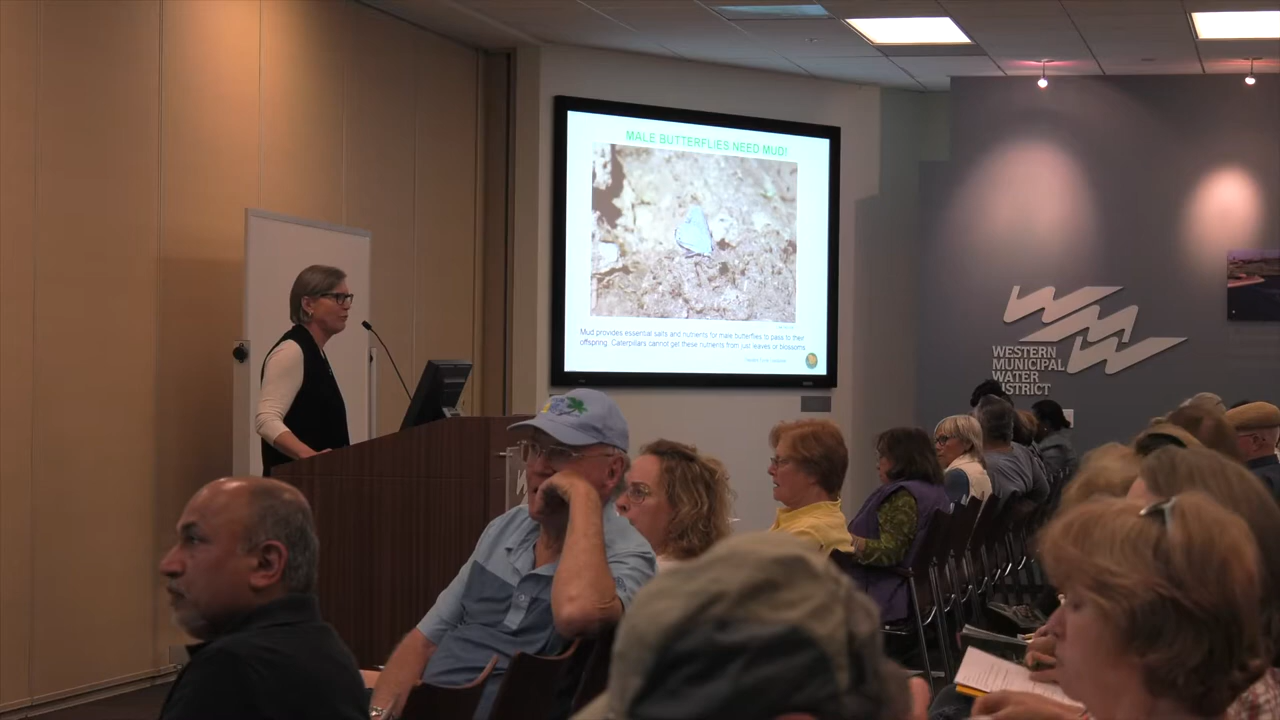 MALE BUTTERFLIES NEED MUD!
Mud provides essential salts and nutrients for male butterflies to pass to their
offspring. Caterpillars cannot get these nutrients from just leaves or blossoms.
WESTERN
MUNICIPAL
WATER
DISTRICT